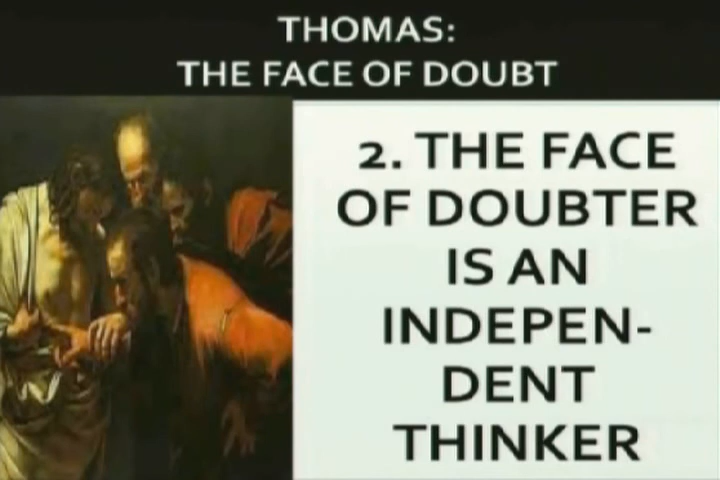 THOMAS:
THE FACE OF DOUBT
2. THE FACE
OF DOUBTER
IS AN
INDEPEN-
DENT
THINKER